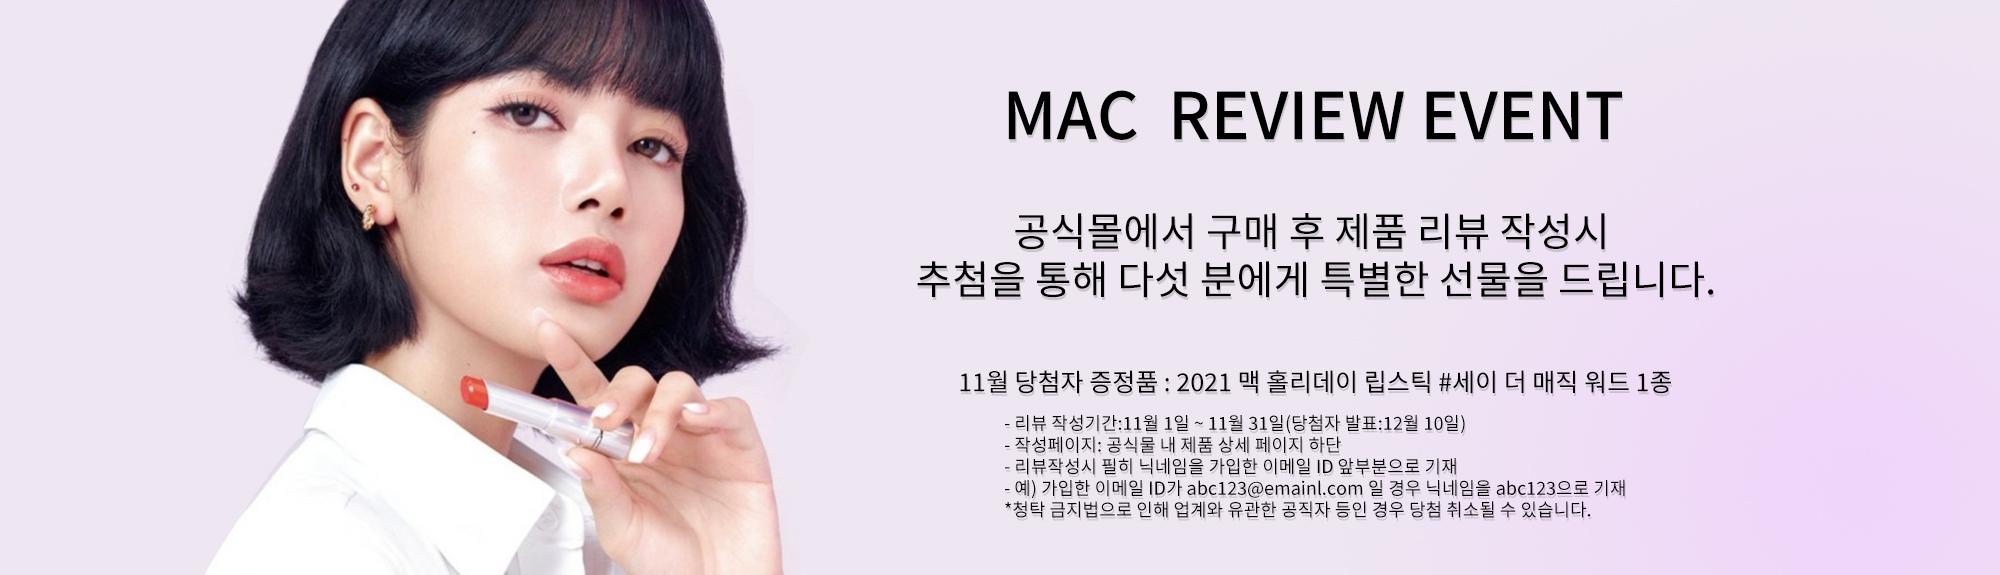 MAC REVIEW EVENT
공식몰에서 구매 후 제품 리뷰 작성시
추첨을 통해 다섯 분에게 특별한 선물을 드립니다.
11월 당첨자 증정품 : 2021 맥 홀리데이 립스틱 #세이 더 매직 워드 1종
- 리뷰 작성기간:11월 1일 ~ 11월 31일(당첨자 발표:12월 10일)
- 작성페이지: 공식물 내 제품 상세 페이지 하단
- 리뷰작성시 필히 닉네임을 가입한 이메일 ID 앞부분으로 기재
- 예) 가입한 이메일 ID가 abc123@emainl.com 일 경우 닉네임을 abc123으로 기재
*청탁 금지법으로 인해 업계와 유관한 공직자 등인 경우 당첨 취소될 수 있습니다.